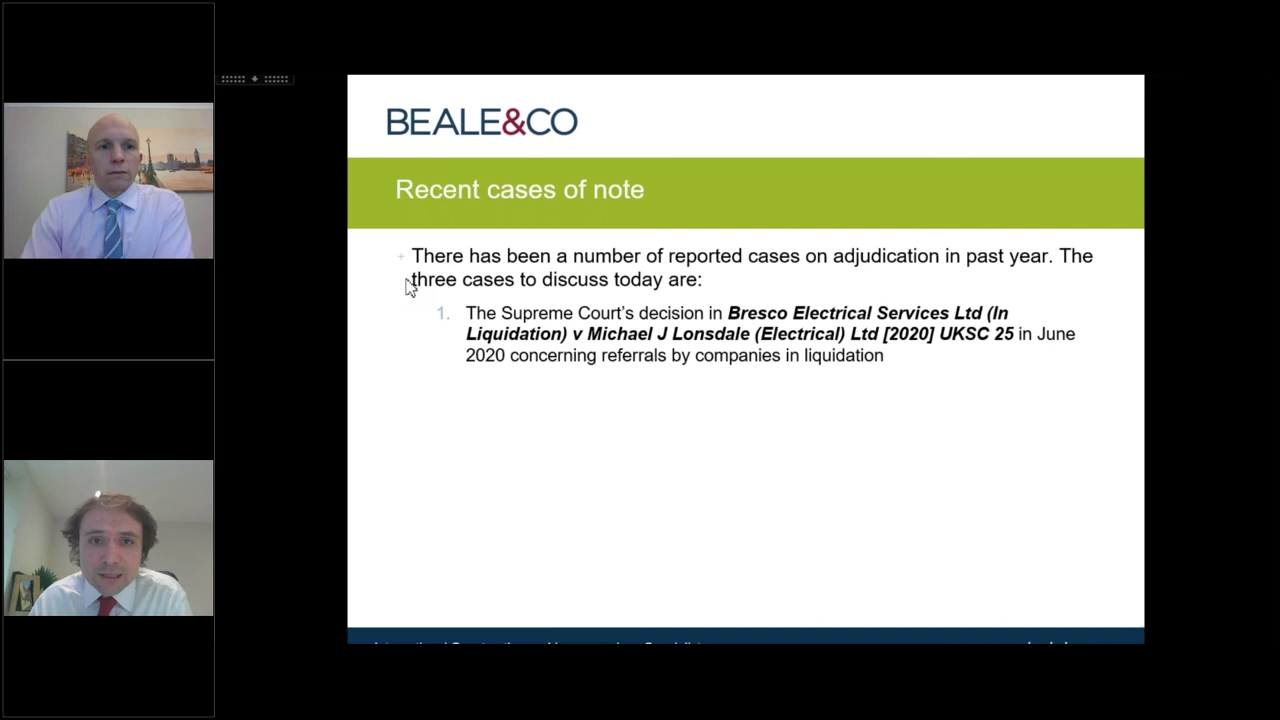 BEALE&CO
Recent cases of note
There has been a number of reported cases on adjudication in past year. The
three cases to discuss today are:
1. The Supreme Court’s decision in Bresco Electrical Services Ltd (In
Liquidation) v Michael J Lonsdale (Electrical) Ltd [2020] UKSC 25 in June
2020 concerning referrals by companies in liquidation